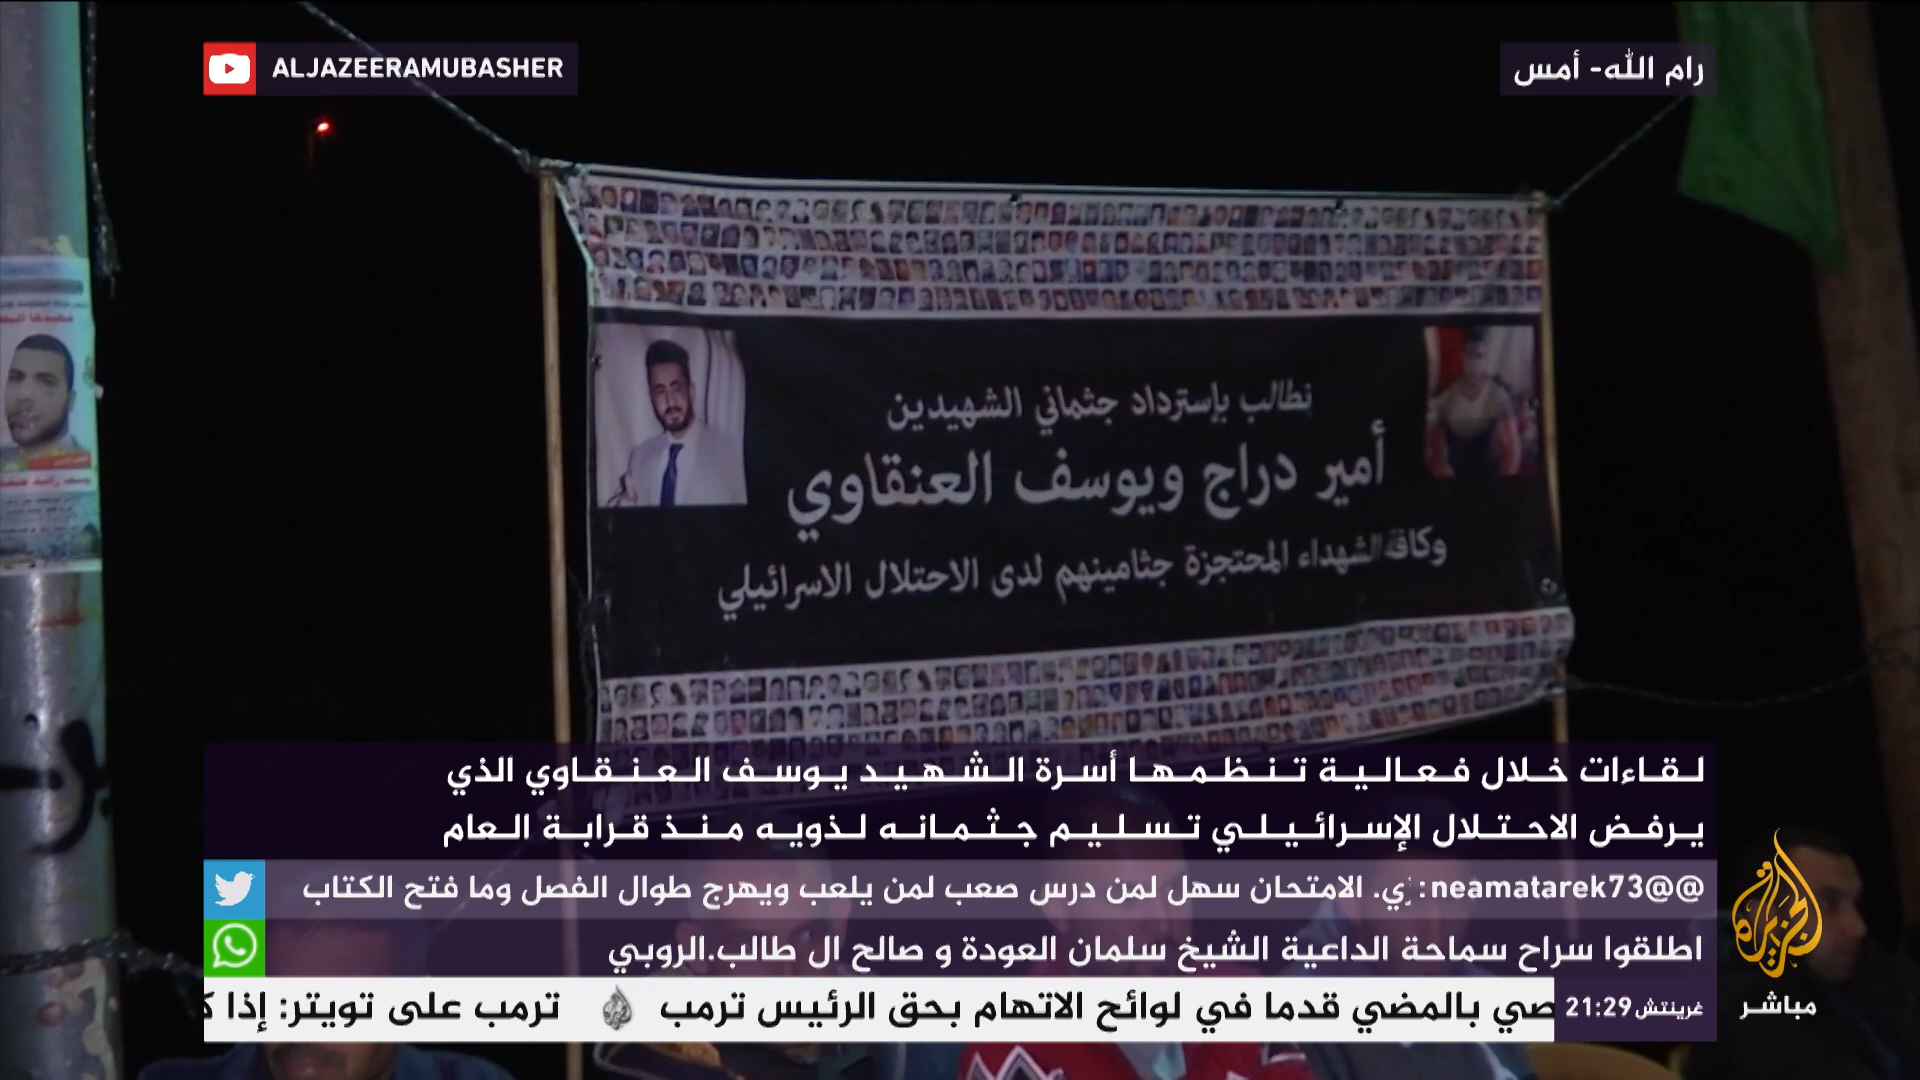 ALJAZEERAMUBASHER
رام الله- أمس
نطالب بإسترداد جثماني الشهيدين
أمير دراج ويوسف العنقاوي
وكافة الشهداء المحتجزة جثامينهم لدى الاحتلال الاسرائيلي
لقاءات خلال فعالية تنظمها أسرة الشهيد يوسف العنقاوي الذي
يرفض الاحتلال الإسرائيلي تسليم جثمانه لذويه منذ قرابة العام
@@neamatarek73: ي. الامتحان سهل لمن درس صعب لمن يلعب ويهرج طوال الفصل وما فتح الكتاب
اطلقوا سراح سماحة الداعية الشيخ سلمان العودة و صالح ال طالب.الروبي
غرينتش 21:29
صي بالمضي قدما في لوائح الاتهام بحق الرئيس ترمب ترمب على تويتر: إذا
مباشر